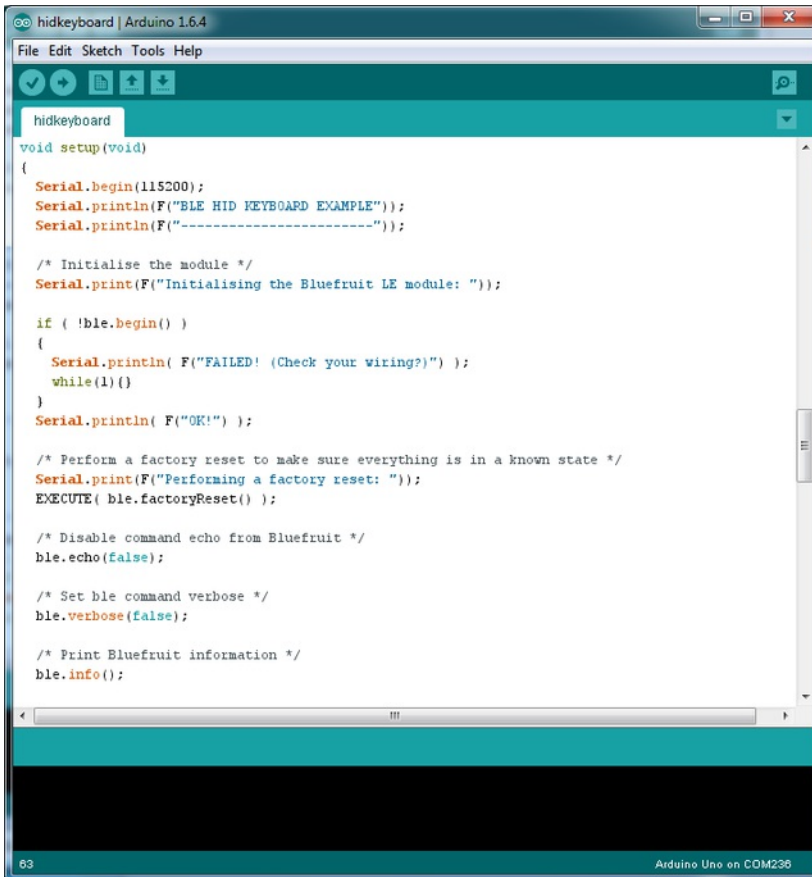 hidkeyboard | Arduino 1.6.4
File Edit Sketch Tools Help
hidkeyboard
void setup(void)
{
  Serial.begin(115200);
  Serial.println(F("BLE HID KEYBOARD EXAMPLE"));
  Serial.println(F("------------------------"));

  /* Initialise the module */
  Serial.print(F("Initialising the Bluefruit LE module: "));

  if ( !ble.begin() )
  {
    Serial.println( F("FAILED! (Check your wiring?)") );
    while(1){}
  }
  Serial.println( F("OK!") );

  /* Perform a factory reset to make sure everything is in a known state */
  Serial.print(F("Performing a factory reset: "));
  EXECUTE( ble.factoryReset() );

  /* Disable command echo from Bluefruit */
  ble.echo(false);

  /* Set ble command verbose */
  ble.verbose(false);

  /* Print Bluefruit information */
  ble.info();
63
Arduino Uno on COM236